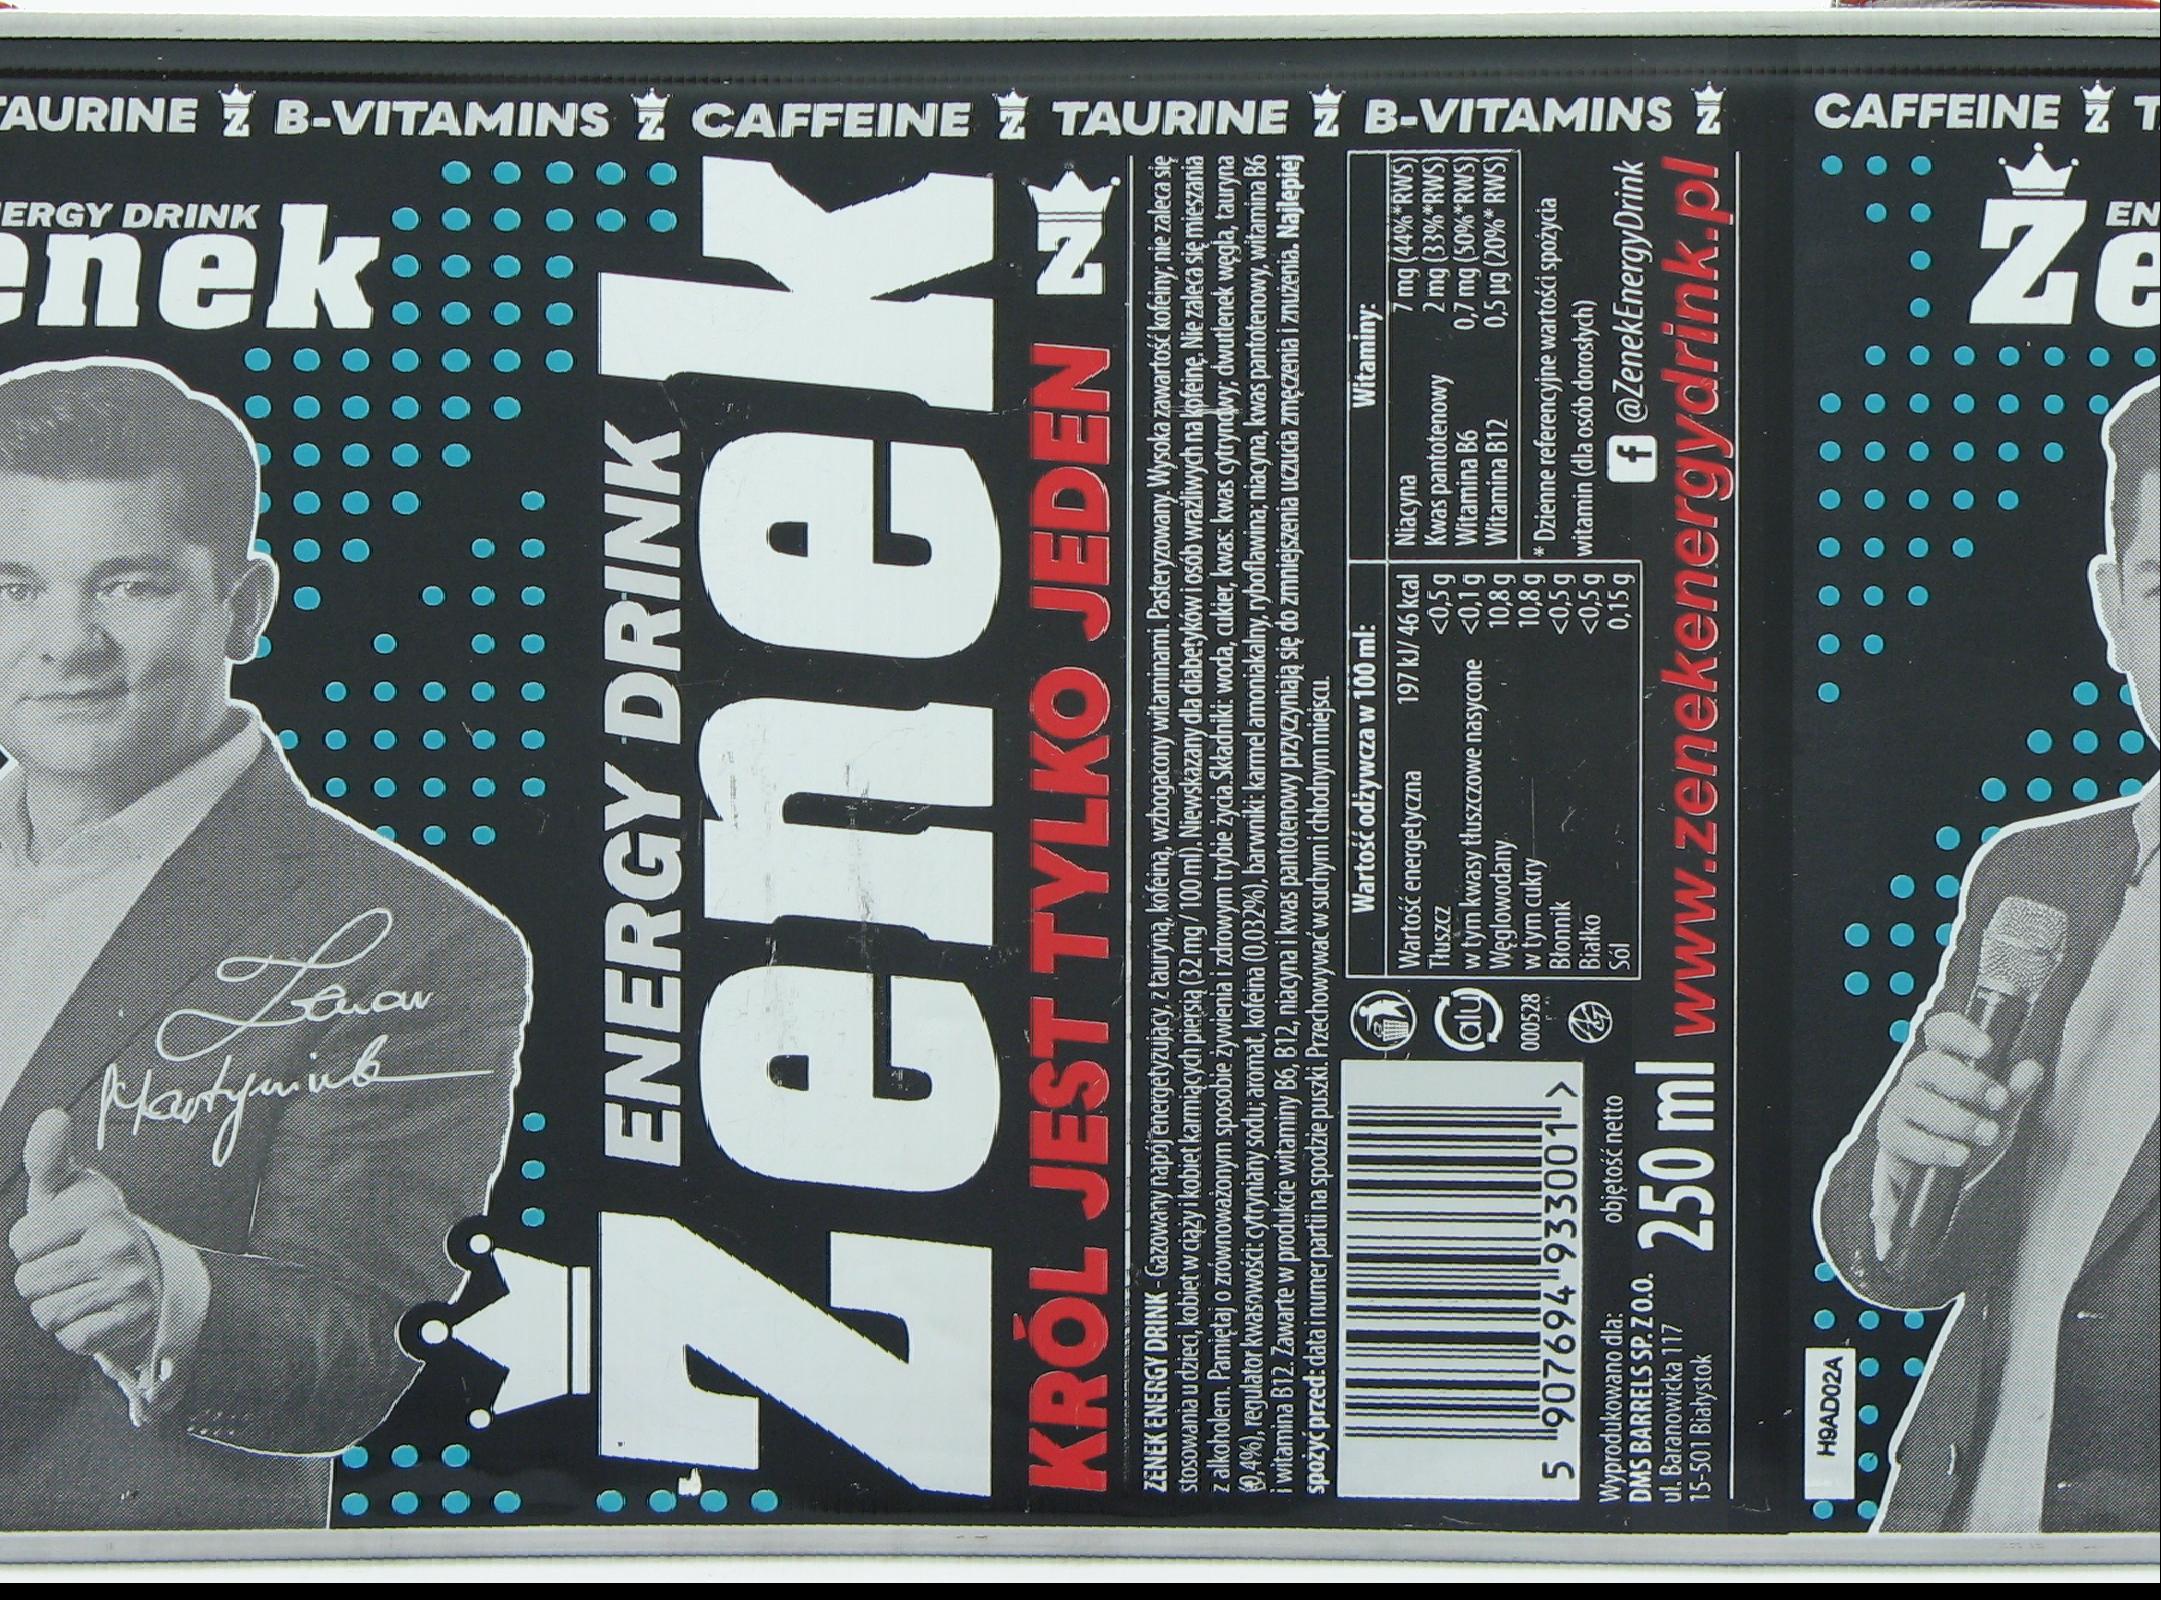 TAURINE Z B-VITAMINS Z CAFFEINE Z TAURINE Z B-VITAMINS Z CAFFEINE Z
ERGY DRINK
enek
Zenon
Martyniuk
ENERGY DRINK
Zenek
KRÓL JEST TYLKO JEDEN Z
ZENEK ENERGY DRINK - Gazowany napój energetyzujący, z tauryną, kofeiną, wzbogacony witaminami. Pasteryzowany. Wysoka zawartość kofeiny, nie zaleca się
stosowania u dzieci, kobiet w ciąży i kobiet karmiących piersią (32 mg / 100 ml). Niewskazany dla diabetyków i osób wrażliwych na kofeinę. Nie zaleca się mieszania
z alkoholem. Pamiętaj o zrównoważonym sposobie żywienia i zdrowym trybie życia. Składniki: woda, cukier, kwas: kwas cytrynowy; dwutlenek węgla, tauryna
(0,4%), regulator kwasowości: cytryniany sodu; aromat, kofeina (0,032%), barwniki: karmel amoniakalny, ryboflawina; niacyna, kwas pantotenowy, witamina B6
i witamina B12. Zawarte w produkcie witaminy B6, B12, niacyna i kwas pantotenowy przyczyniają się do zmniejszenia uczucia zmęczenia i znużenia. Najlepiej
spożyć przed: data i numer partii na spodzie puszki. Przechowywać w suchym i chłodnym miejscu.
5 907694 933001 >
Wyprodukowano dla:
DMS BARRELS SP. Z O.O.
ul. Baranowicka 117
15-501 Białystok
objętość netto
250 ml
alu
000528
Wartość odżywcza w 100 ml:
Wartość energetyczna 197 kJ/ 46 kcal
Tłuszcz <0,5 g
w tym kwasy tłuszczowe nasycone <0,1 g
Węglowodany 10,8 g
w tym cukry 10,8 g
Błonnik <0,5 g
Białko <0,5 g
Sól 0,15 g
Witaminy:
Niacyna 7 mg (44%*RWS)
Kwas pantotenowy 2 mg (33%*RWS)
Witamina B6 0,7 mg (50%*RWS)
Witamina B12 0,5 µg (20%* RWS)
* Dzienne referencyjne wartości spożycia
witamin (dla osób dorosłych)
f @ZenekEnergyDrink
www.zenekenergydrink.pl
EN
Ze
H9AD02A